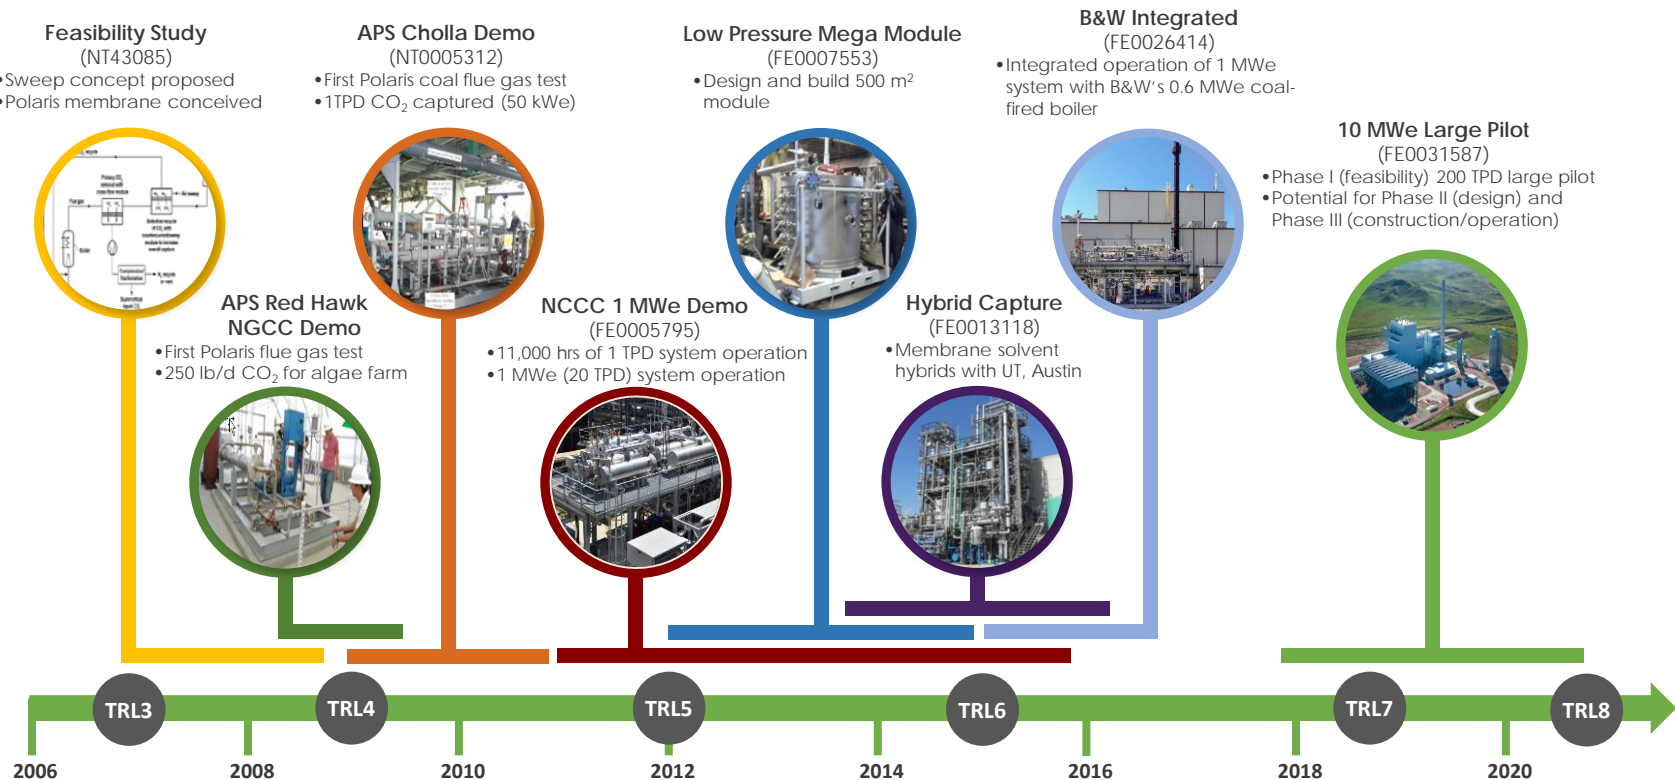 Feasibility Study
(NT43085)
•Sweep concept proposed
•Polaris membrane conceived
APS Cholla Demo
(NT0005312)
•First Polaris coal flue gas test
•1TPD CO₂ captured (50 kWe)
Low Pressure Mega Module
(FE0007553)
•Design and build 500 m²
module
B&W Integrated
(FE0026414)
•Integrated operation of 1 MWe
system with B&W's 0.6 MWe coal-
fired boiler
10 MWe Large Pilot
(FE0031587)
•Phase I (feasibility) 200 TPD large pilot
•Potential for Phase II (design) and
Phase III (construction/operation)
Flue gas
Air sweep
Boiler
APS Red Hawk
NGCC Demo
•First Polaris flue gas test
•250 lb/d CO₂ for algae farm
NCCC 1 MWe Demo
(FE0005795)
•11,000 hrs of 1 TPD system operation
•1 MWe (20 TPD) system operation
Hybrid Capture
(FE0013118)
•Membrane solvent
hybrids with UT, Austin
TRL3
TRL4
TRL5
TRL6
TRL7
TRL8
2006
2008
2010
2012
2014
2016
2018
2020